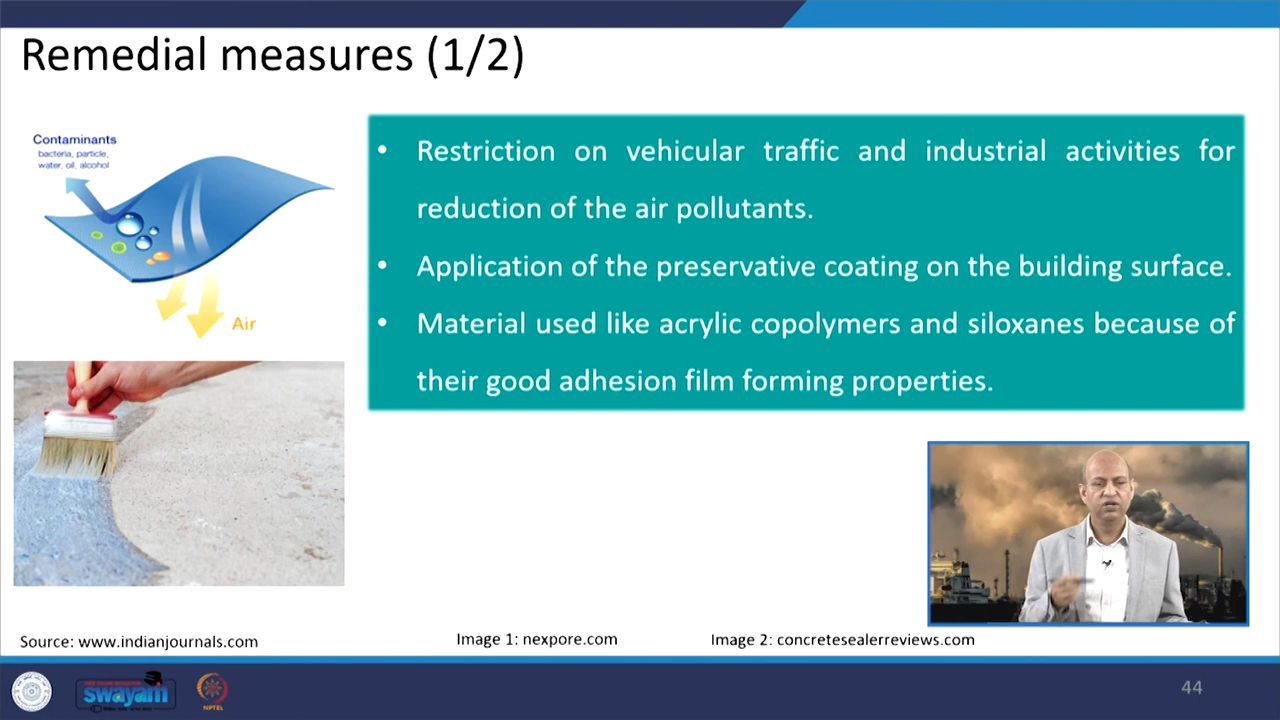 Remedial measures (1/2)
Contaminants
bacteria, particle,
water, oil, alcohol
Air
• Restriction on vehicular traffic and industrial activities for
reduction of the air pollutants.
• Application of the preservative coating on the building surface.
• Material used like acrylic copolymers and siloxanes because of
their good adhesion film forming properties.
Source: www.indianjournals.com
Image 1: nexpore.com
Image 2: concretesealerreviews.com
swayam
NPTEL
44